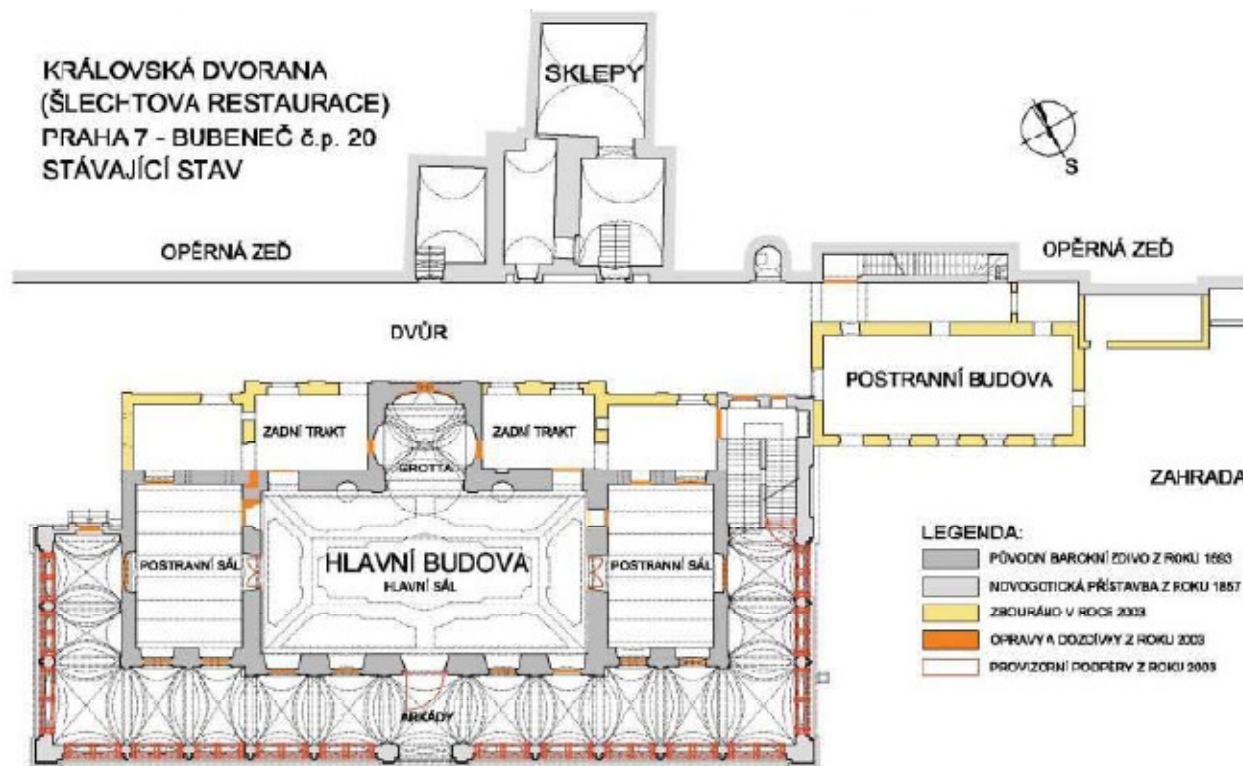 KRÁLOVSKÁ DVORANA
(ŠLECHTOVA RESTAURACE)
PRAHA 7 - BUBENEČ č.p. 20
STÁVAJÍCÍ STAV
SKLEPY
S
OPĚRNÁ ZEĎ
OPĚRNÁ ZEĎ
DVŮR
POSTRANNÍ BUDOVA
ZADNÍ TRAKT
ZADNÍ TRAKT
GROTTA
ZAHRADA
POSTRANNÍ SÁL
HLAVNÍ BUDOVA
HLAVNÍ SÁL
POSTRANNÍ SÁL
ARKÁDY
LEGENDA:
PŮVODNÍ BAROKNÍ ZDIVO Z ROKU 1693
NOVOGOTICKÁ PŘÍSTAVBA Z ROKU 1857
ZBOURÁNO V ROCE 2003
OPRAVY A DOZDÍVKY Z ROKU 2003
PROVIZORNÍ PODPĚRY Z ROKU 2003